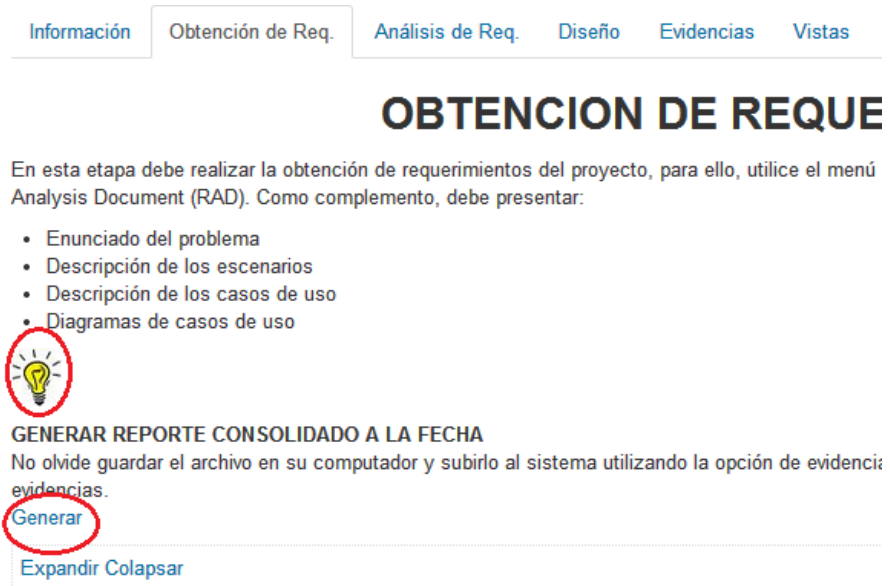 Información Obtención de Req. Análisis de Req. Diseño Evidencias Vistas
OBTENCION DE REQUE
En esta etapa debe realizar la obtención de requerimientos del proyecto, para ello, utilice el menú
Analysis Document (RAD). Como complemento, debe presentar:
• Enunciado del problema
• Descripción de los escenarios
• Descripción de los casos de uso
• Diagramas de casos de uso
GENERAR REPORTE CONSOLIDADO A LA FECHA
No olvide guardar el archivo en su computador y subirlo al sistema utilizando la opción de evidencia
evidencias.
Generar
Expandir Colapsar